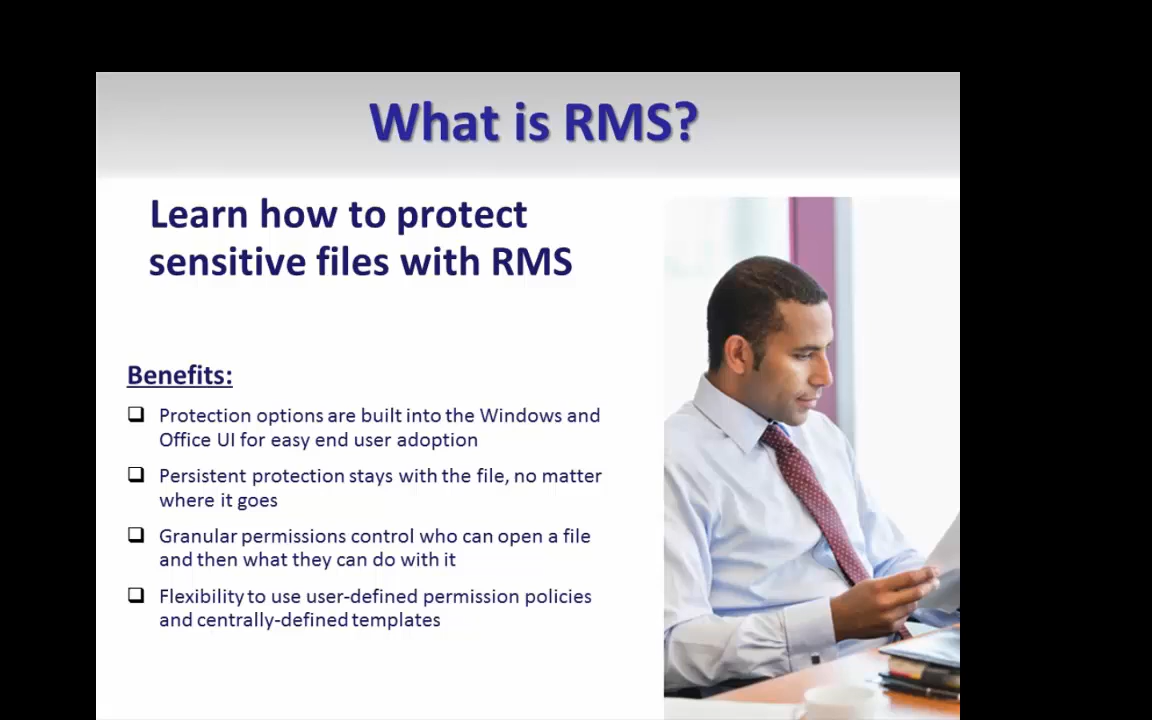 What is RMS?
Learn how to protect
sensitive files with RMS
Benefits:
Protection options are built into the Windows and
Office UI for easy end user adoption
Persistent protection stays with the file, no matter
where it goes
Granular permissions control who can open a file
and then what they can do with it
Flexibility to use user-defined permission policies
and centrally-defined templates